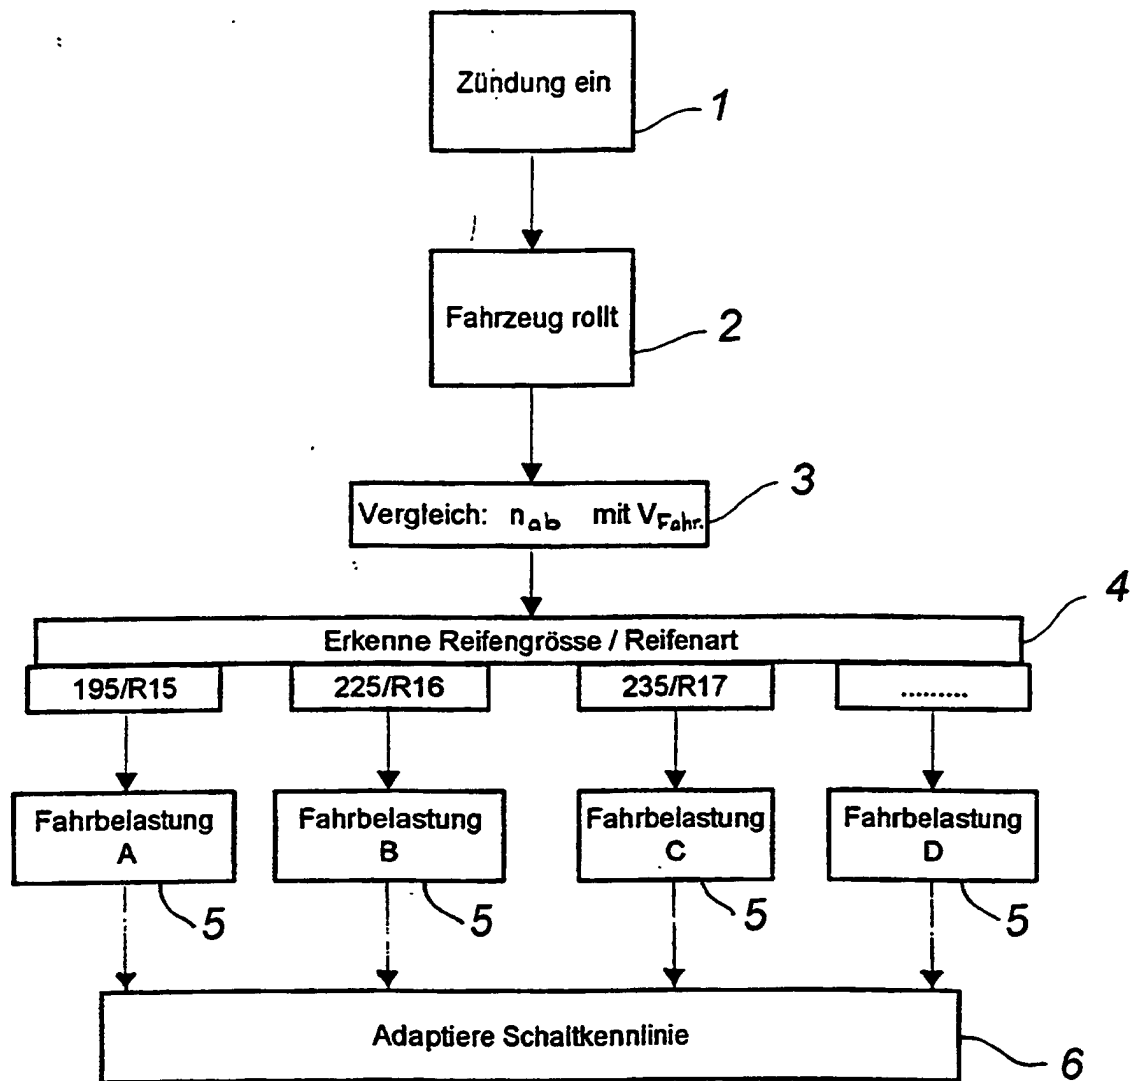 Zündung ein
1
Fahrzeug rollt
2
Vergleich: nab mit VFahr.
3
4
Erkenne Reifengrösse / Reifenart
195/R15 225/R16 235/R17 .........
Fahrbelastung A
Fahrbelastung B
Fahrbelastung C
Fahrbelastung D
5 5 5 5
Adaptiere Schaltkennlinie
6